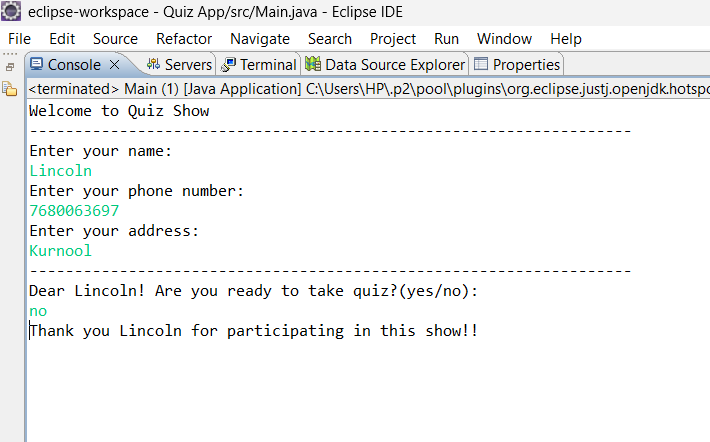 eclipse-workspace - Quiz App/src/Main.java - Eclipse IDE
File Edit Source Refactor Navigate Search Project Run Window Help
Console Servers Terminal Data Source Explorer Properties
<terminated> Main (1) [Java Application] C:\Users\HP\.p2\pool\plugins\org.eclipse.justj.openjdk.hotspo
Welcome to Quiz Show
-------------------------------------------------------------------
Enter your name:
Lincoln
Enter your phone number:
7680063697
Enter your address:
Kurnool
-------------------------------------------------------------------
Dear Lincoln! Are you ready to take quiz?(yes/no):
no
Thank you Lincoln for participating in this show!!